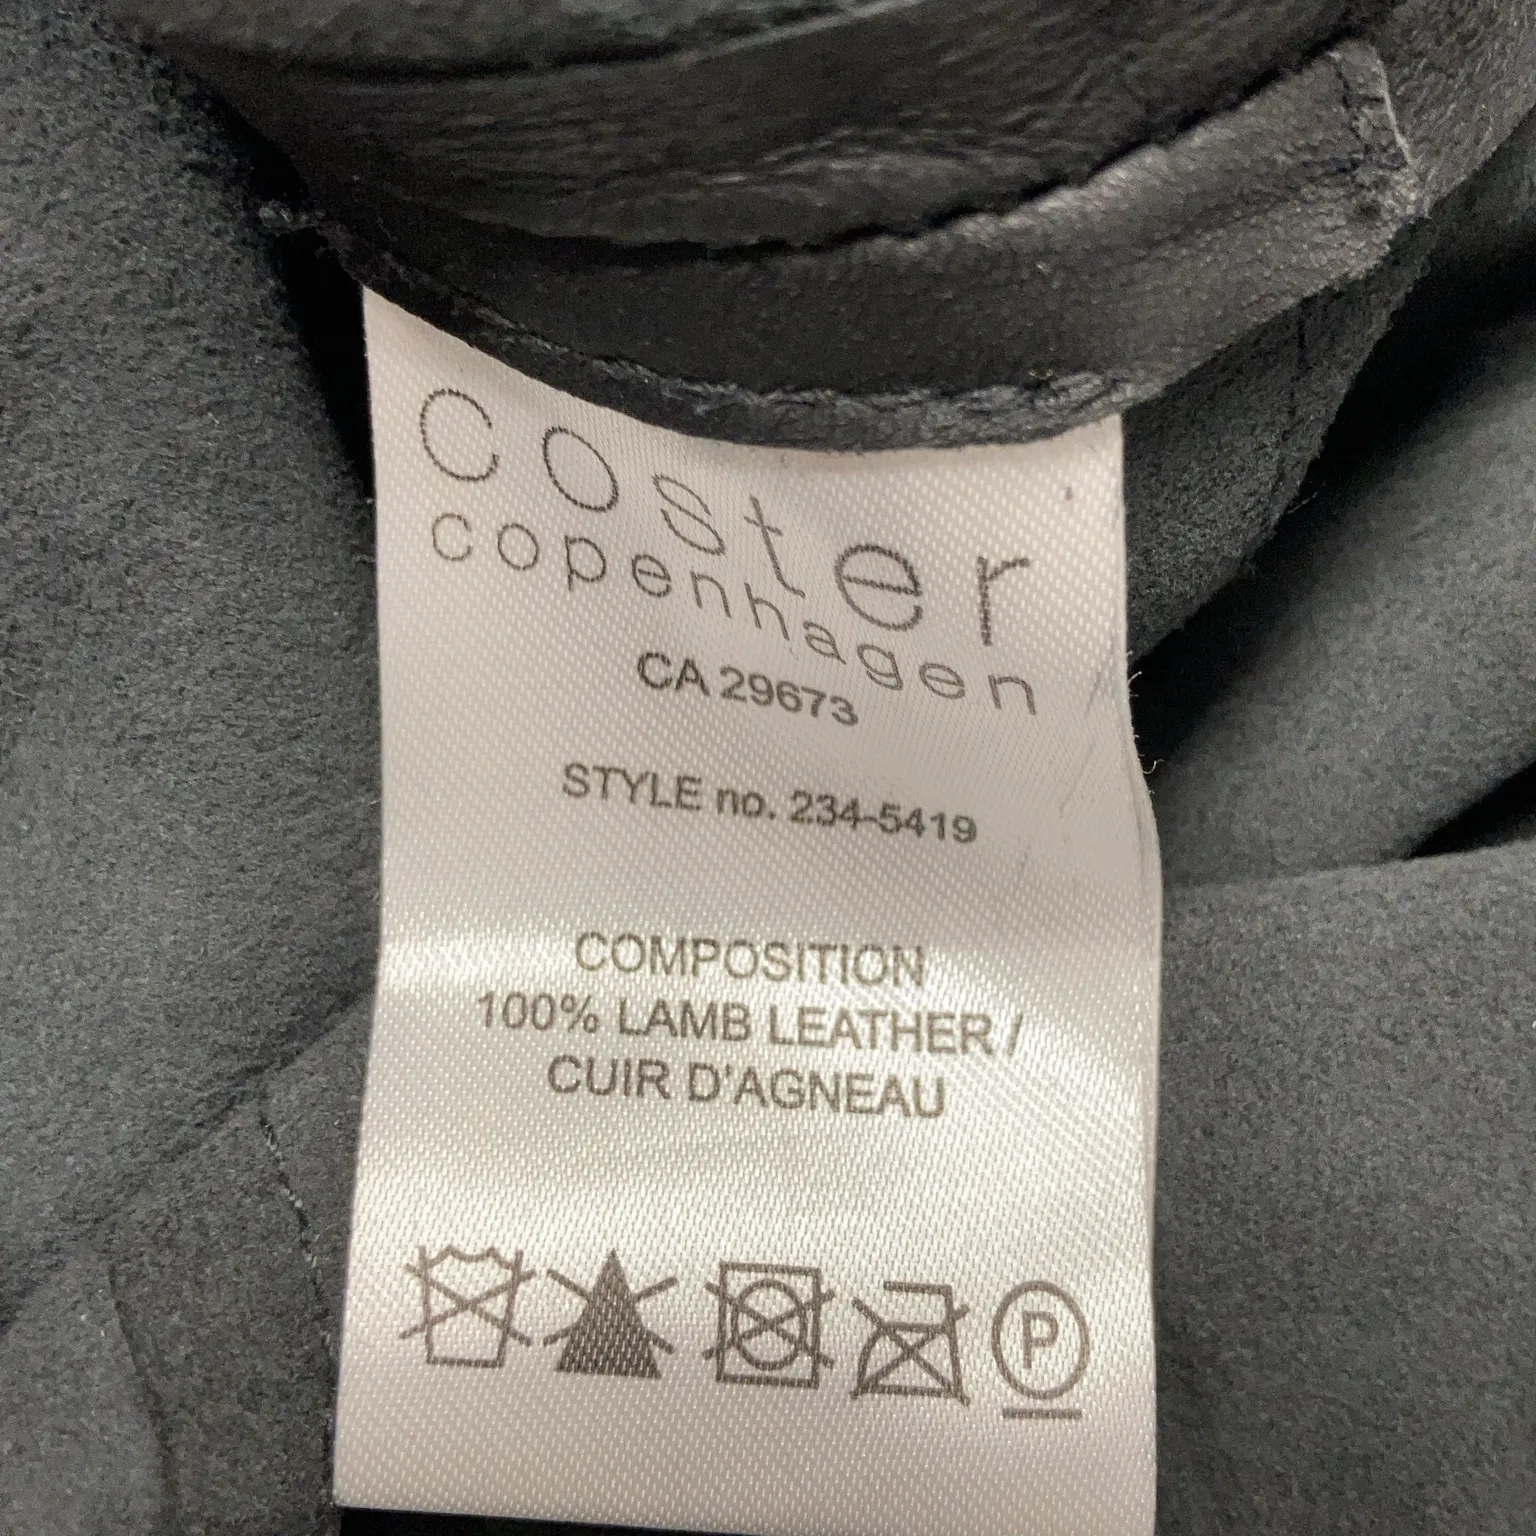 coster
copenhagen
CA 29673
STYLE no. 234-5419
COMPOSITION
100% LAMB LEATHER /
CUIR D'AGNEAU
P